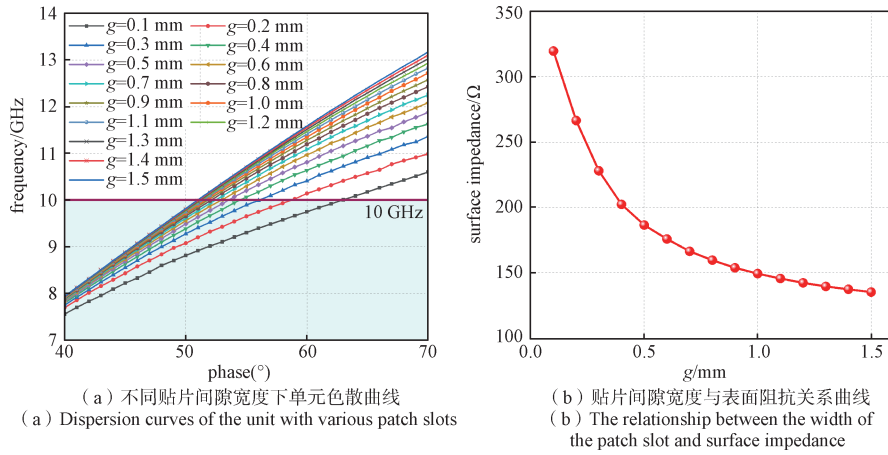 14
13
12
11
10
9
8
7
frequency/GHz
g=0.1 mm
g=0.2 mm
g=0.3 mm
g=0.4 mm
g=0.5 mm
g=0.6 mm
g=0.7 mm
g=0.8 mm
g=0.9 mm
g=1.0 mm
g=1.1 mm
g=1.2 mm
g=1.3 mm
g=1.4 mm
g=1.5 mm
10 GHz
40 50 60 70
phase(°)
(a)不同贴片间隙宽度下单元色散曲线
(a) Dispersion curves of the unit with various patch slots
350
300
250
200
150
100
surface impedance/Ω
0.0 0.5 1.0 1.5
g/mm
(b)贴片间隙宽度与表面阻抗关系曲线
(b) The relationship between the width of
the patch slot and surface impedance